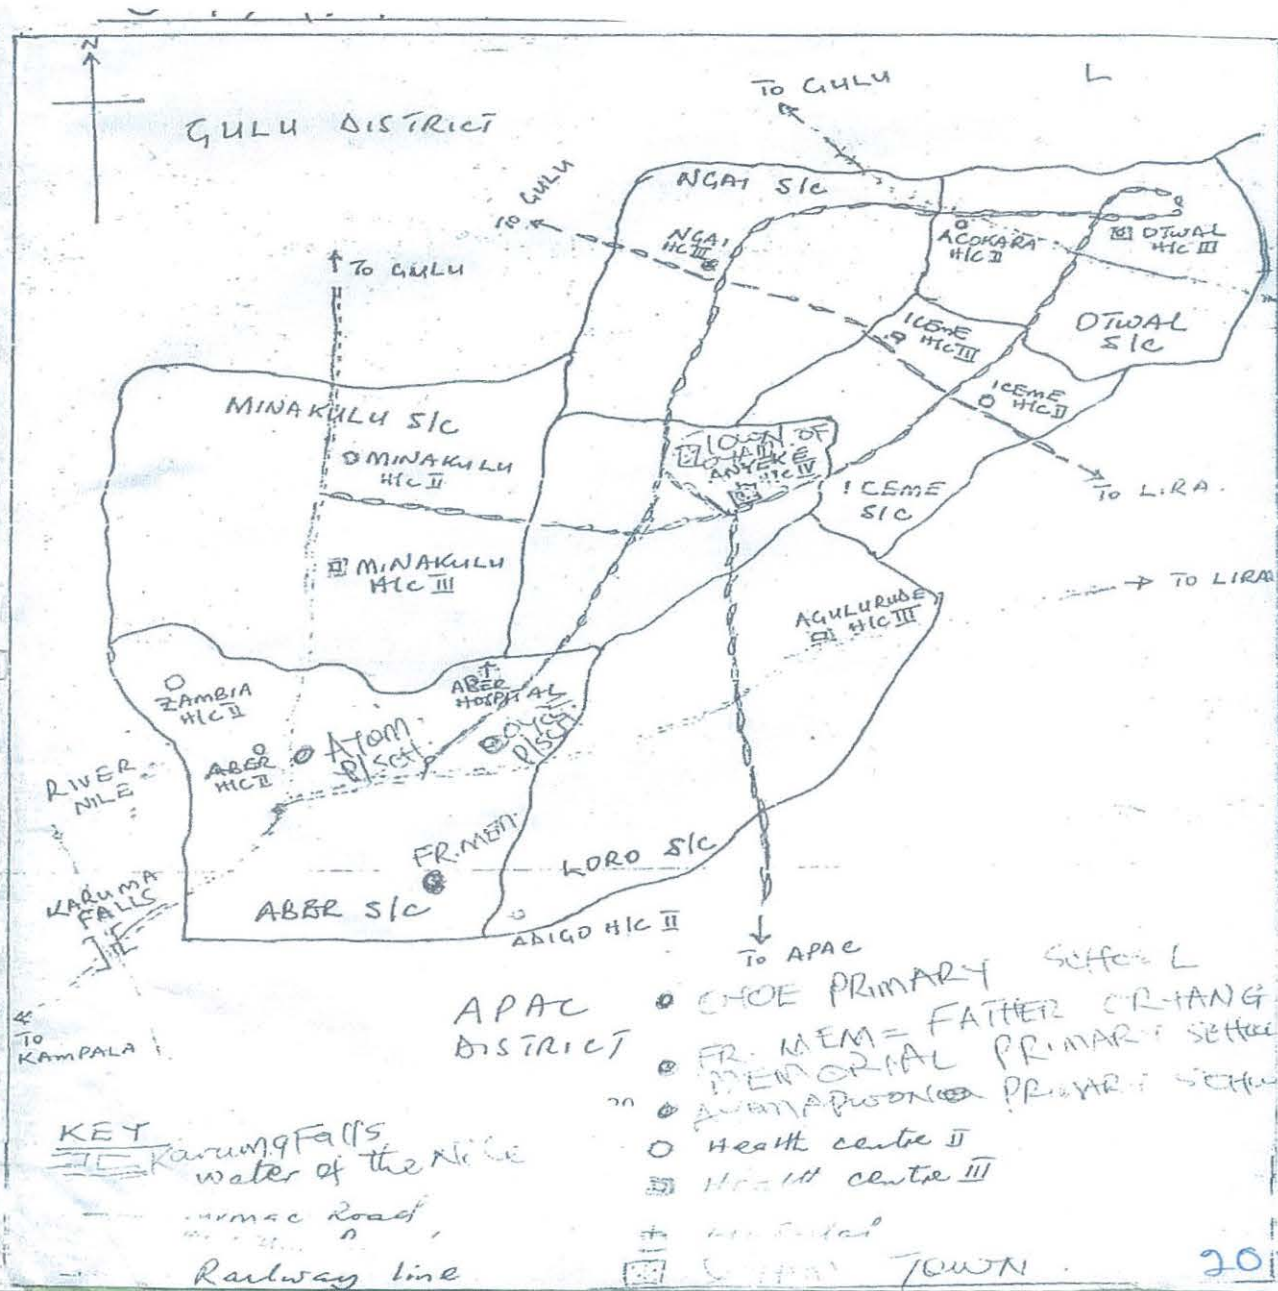 N
L
TO GULU
GULU DISTRICT
TO GULU
NGAI S/C
NGAI
H/C III
ACOKARA
H/C II
OTWAL
H/C III
TO GULU
OTWAL
S/C
ICEME
H/C III
ICEME
H/C II
MINAKULU S/C
MINAKULU
H/C II
TOWN OF
ANYEKE
H/C IV
TO LIRA.
ICEME
S/C
MINAKULU
H/C III
TO LIRA
AGULURUDE
H/C III
ZAMBIA
H/C II
ABER
HOSPITAL
P/SCH
ATOM
P/SCH
ABER
H/C II
RIVER
NILE
FR. MEM.
LORO S/C
KARUMA
FALLS
ABER S/C
ADIGO H/C II
TO APAC
APAC
DISTRICT
TO
KAMPALA
PRIMARY SCHOOL
FR. MEM = FATHER
MEMORIAL PRIMARY
PRIMARY
KEY
Karuma Falls
water of the Nile
Health centre II
Health centre III
Road
Railway line
TOWN
20